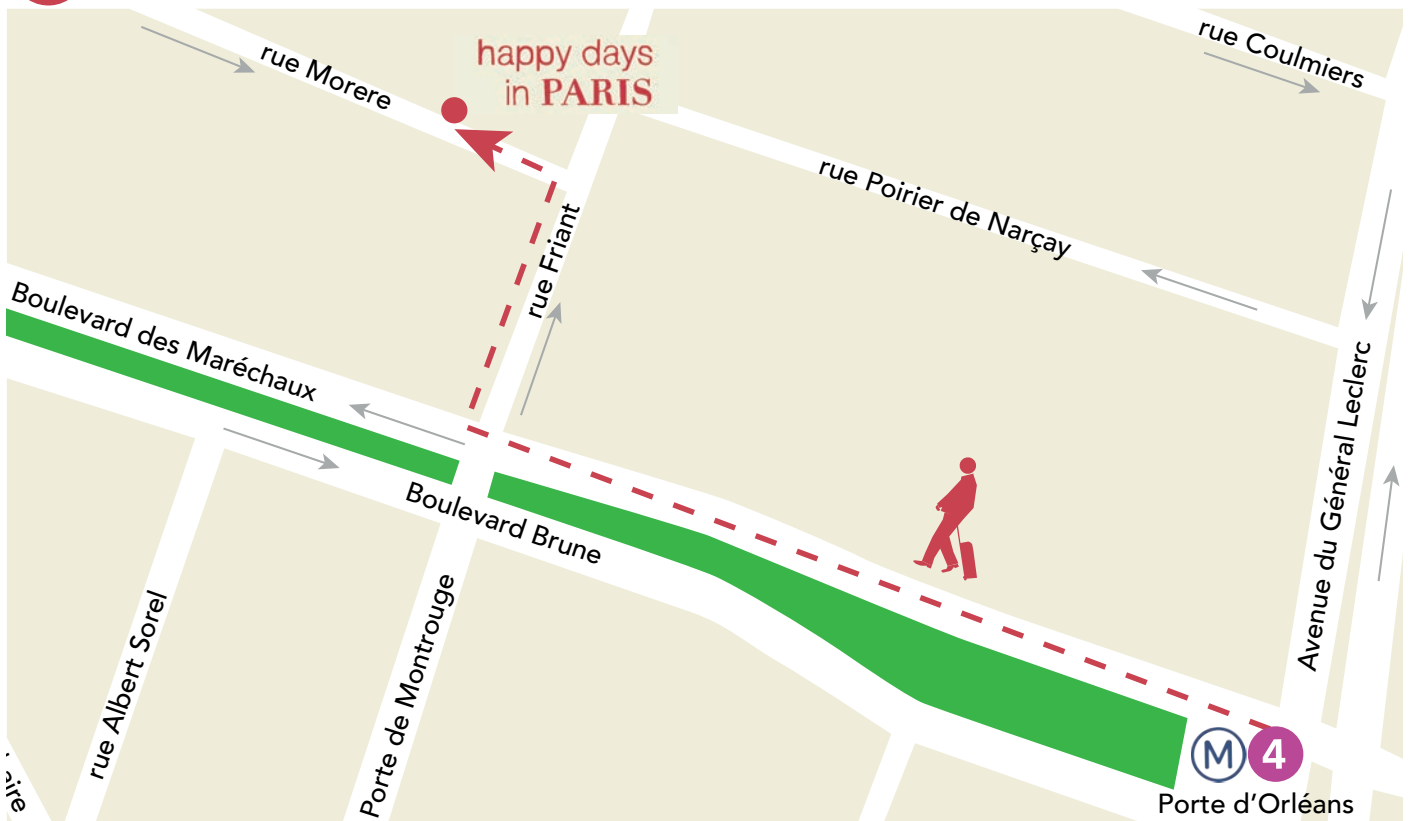 rue Coulmiers
happy days
in PARIS
rue Morere
rue Poirier de Narçay
rue Friant
Boulevard des Maréchaux
Avenue du Général Leclerc
Boulevard Brune
rue Albert Sorel
Porte de Montrouge
M 4
Porte d'Orléans